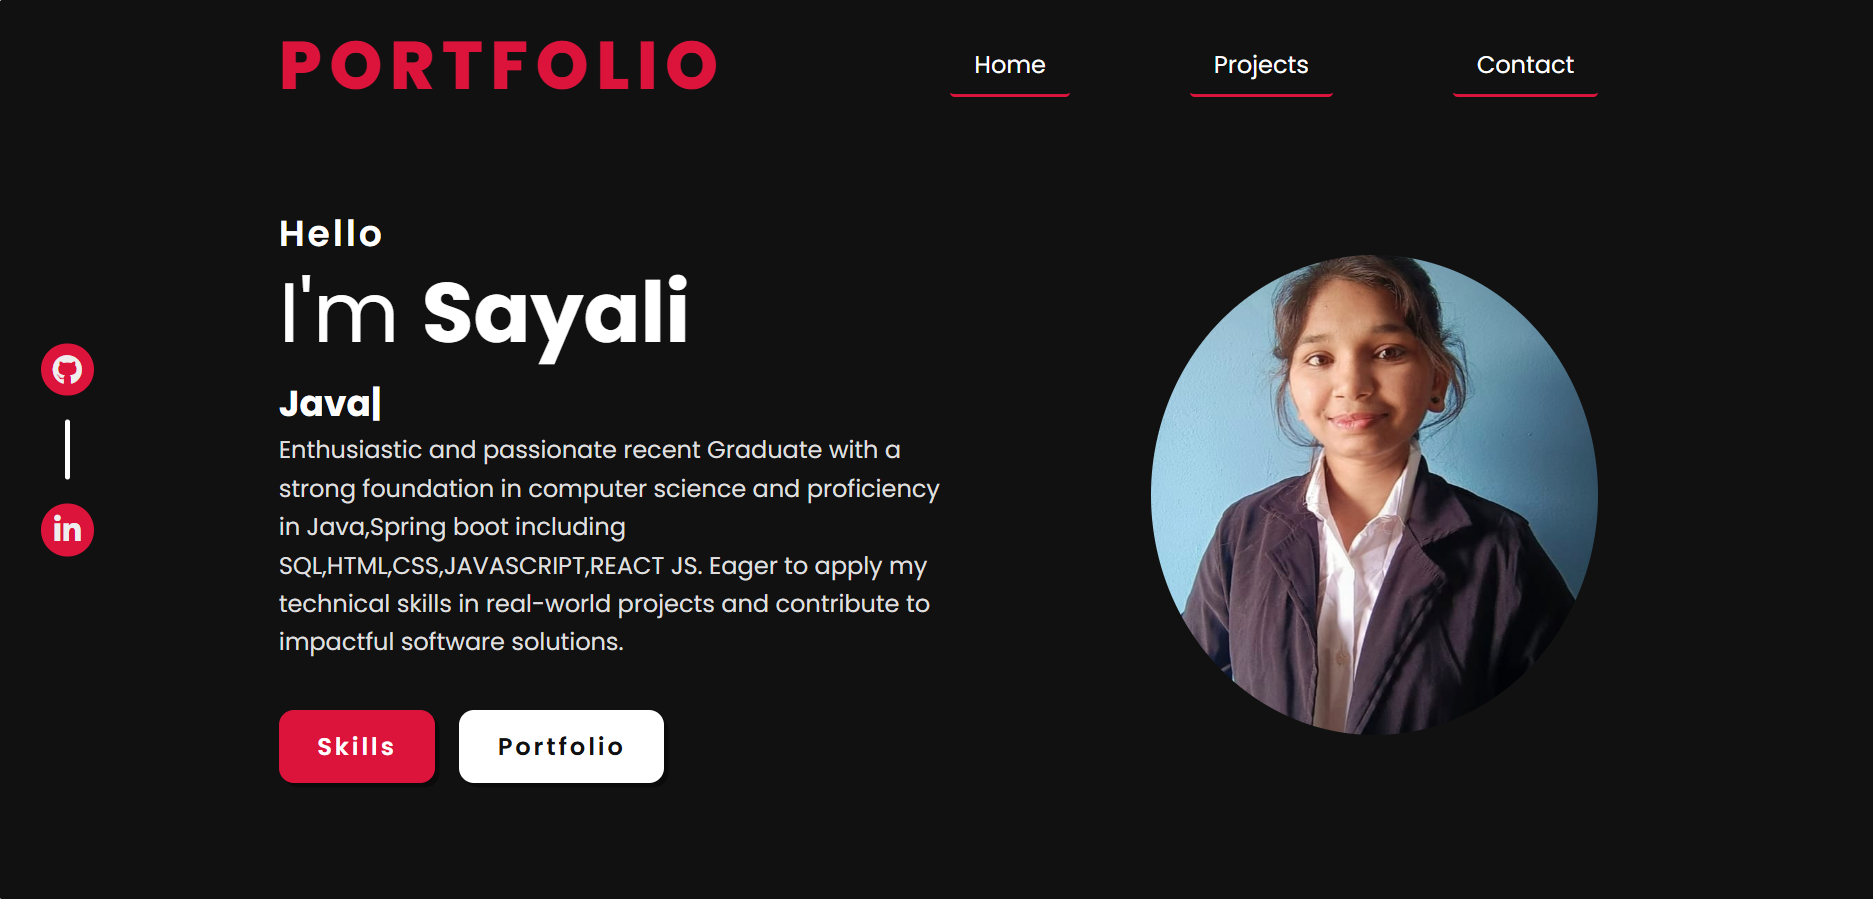 PORTFOLIO
Home
Projects
Contact
Hello
I'm Sayali
Java|
Enthusiastic and passionate recent Graduate with a
strong foundation in computer science and proficiency
in Java,Spring boot including
SQL,HTML,CSS,JAVASCRIPT,REACT JS. Eager to apply my
technical skills in real-world projects and contribute to
impactful software solutions.
in
Skills
Portfolio